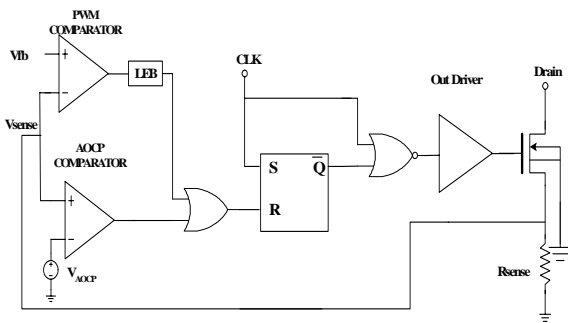 PWM
COMPARATOR
Vfb
LEB
CLK
Out Driver
Drain
Vsense
AOCP
COMPARATOR
S
Q̅
R
V_AOCP
Rsense